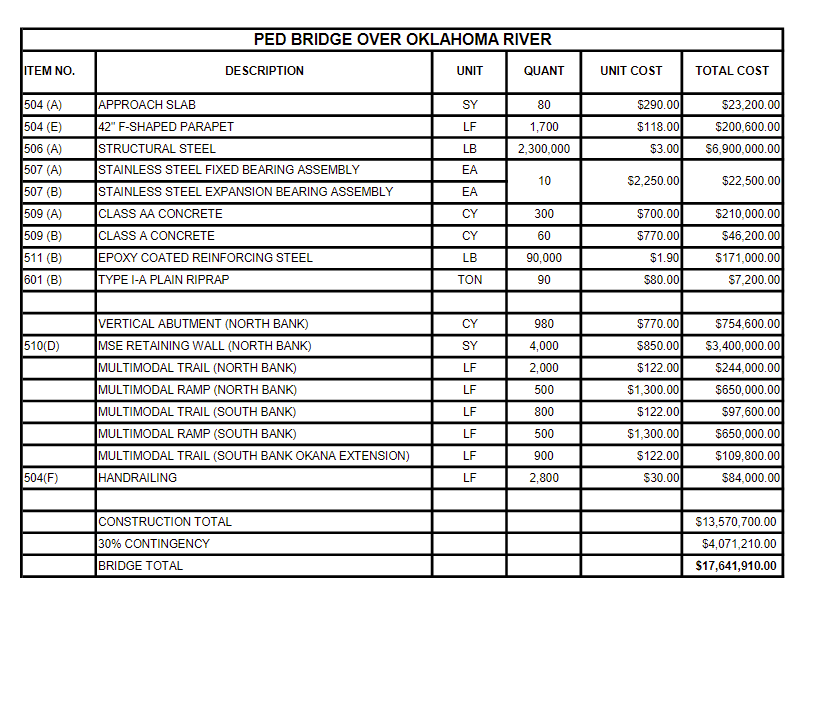 PED BRIDGE OVER OKLAHOMA RIVER
ITEM NO. DESCRIPTION UNIT QUANT UNIT COST TOTAL COST
504 (A) APPROACH SLAB SY 80 $290.00 $23,200.00
504 (E) 42" F-SHAPED PARAPET LF 1,700 $118.00 $200,600.00
506 (A) STRUCTURAL STEEL LB 2,300,000 $3.00 $6,900,000.00
507 (A) STAINLESS STEEL FIXED BEARING ASSEMBLY EA
10 $2,250.00 $22,500.00
507 (B) STAINLESS STEEL EXPANSION BEARING ASSEMBLY EA
509 (A) CLASS AA CONCRETE CY 300 $700.00 $210,000.00
509 (B) CLASS A CONCRETE CY 60 $770.00 $46,200.00
511 (B) EPOXY COATED REINFORCING STEEL LB 90,000 $1.90 $171,000.00
601 (B) TYPE I-A PLAIN RIPRAP TON 90 $80.00 $7,200.00
VERTICAL ABUTMENT (NORTH BANK) CY 980 $770.00 $754,600.00
510(D) MSE RETAINING WALL (NORTH BANK) SY 4,000 $850.00 $3,400,000.00
MULTIMODAL TRAIL (NORTH BANK) LF 2,000 $122.00 $244,000.00
MULTIMODAL RAMP (NORTH BANK) LF 500 $1,300.00 $650,000.00
MULTIMODAL TRAIL (SOUTH BANK) LF 800 $122.00 $97,600.00
MULTIMODAL RAMP (SOUTH BANK) LF 500 $1,300.00 $650,000.00
MULTIMODAL TRAIL (SOUTH BANK OKANA EXTENSION) LF 900 $122.00 $109,800.00
504(F) HANDRAILING LF 2,800 $30.00 $84,000.00
CONSTRUCTION TOTAL $13,570,700.00
30% CONTINGENCY $4,071,210.00
BRIDGE TOTAL $17,641,910.00